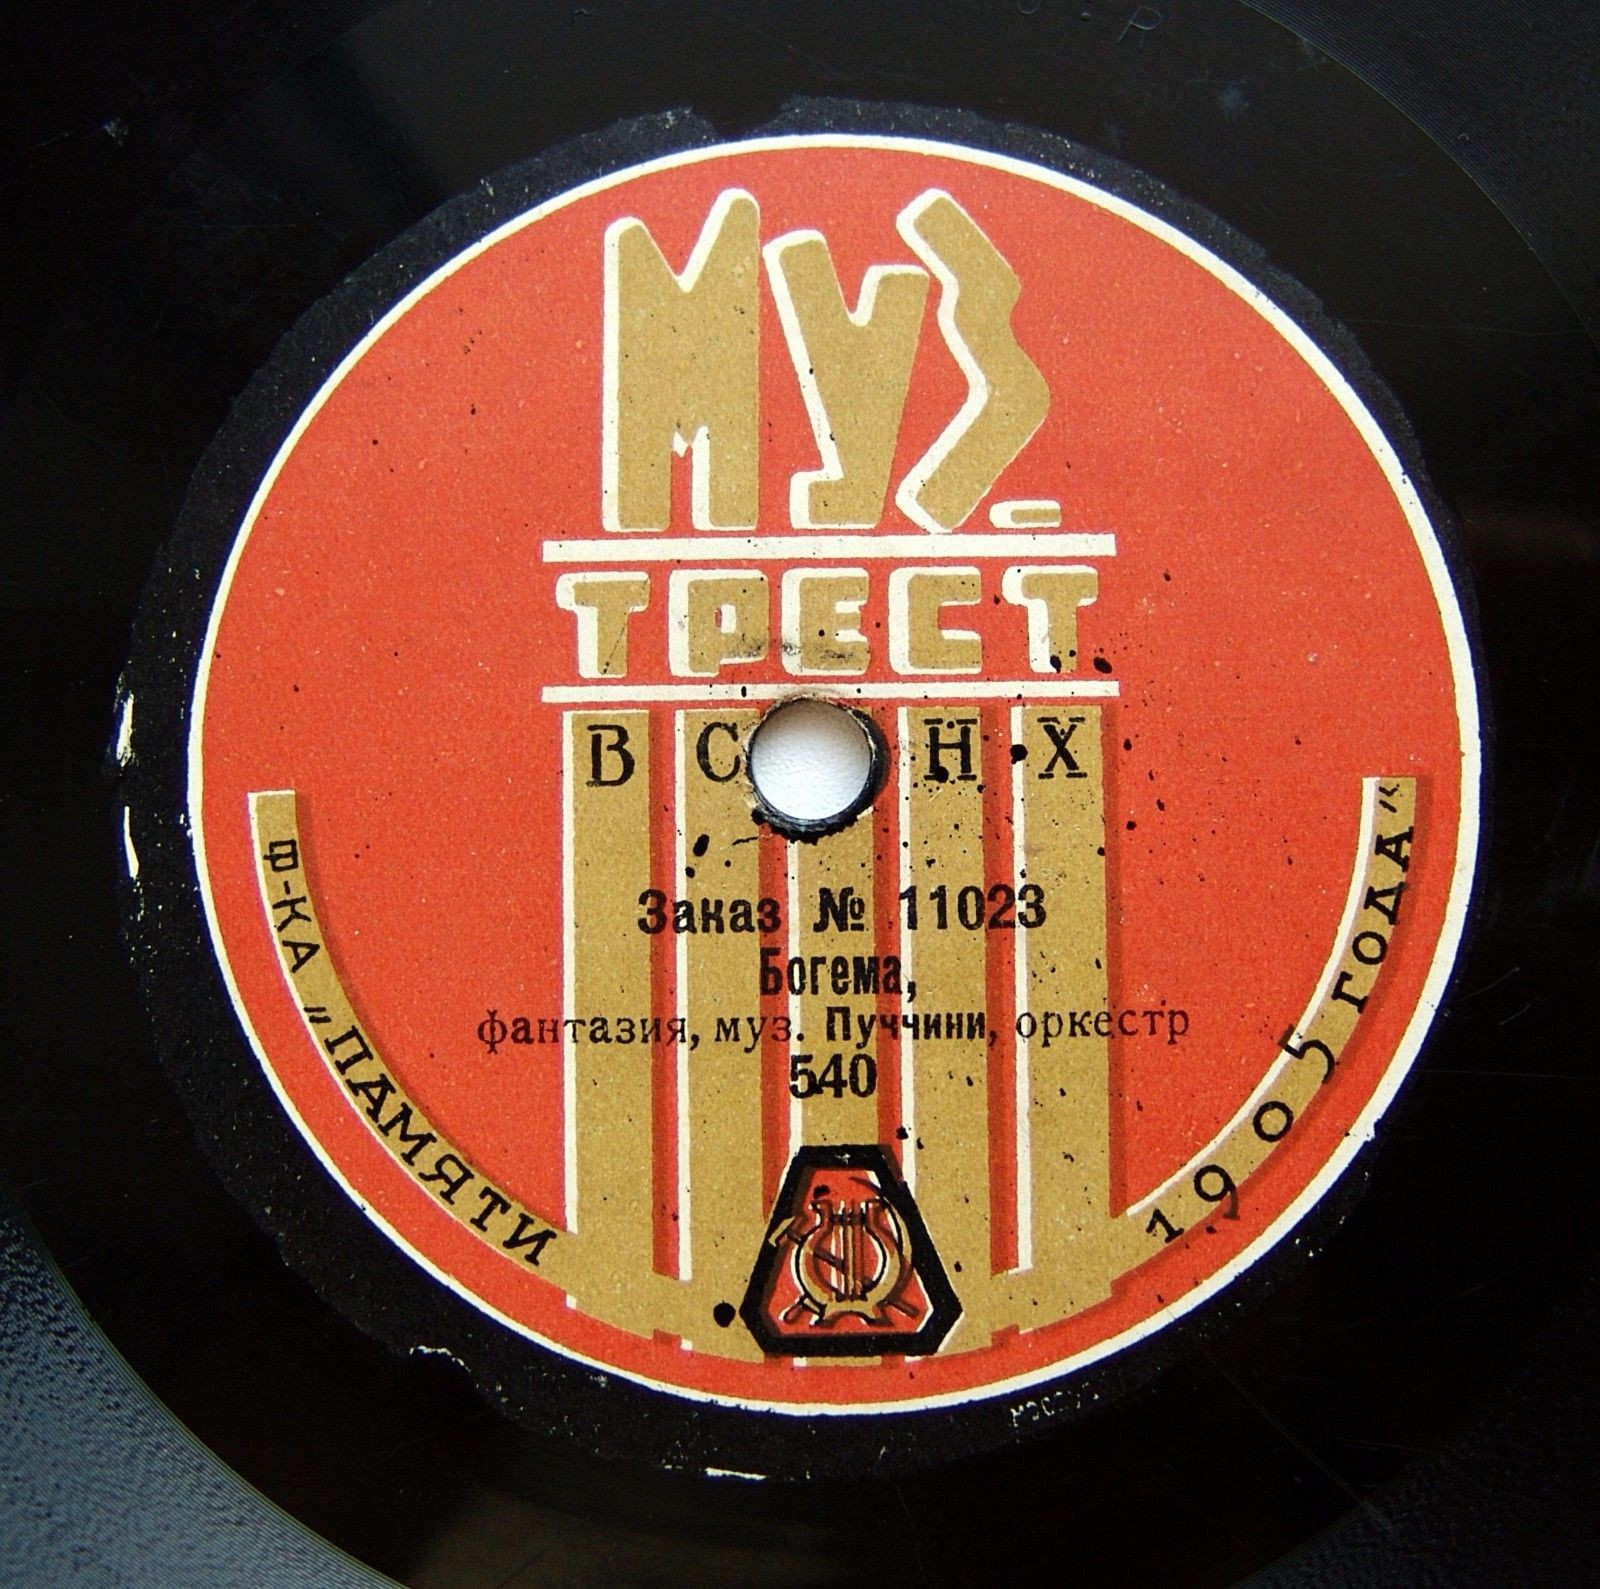 МУЗ-
ТРЕСТ
В С Н Х
Заказ № 11023
Богема,
фантазия, муз. Пуччини, оркестр
540
Ф-КА „ПАМЯТИ 1905 ГОДА“